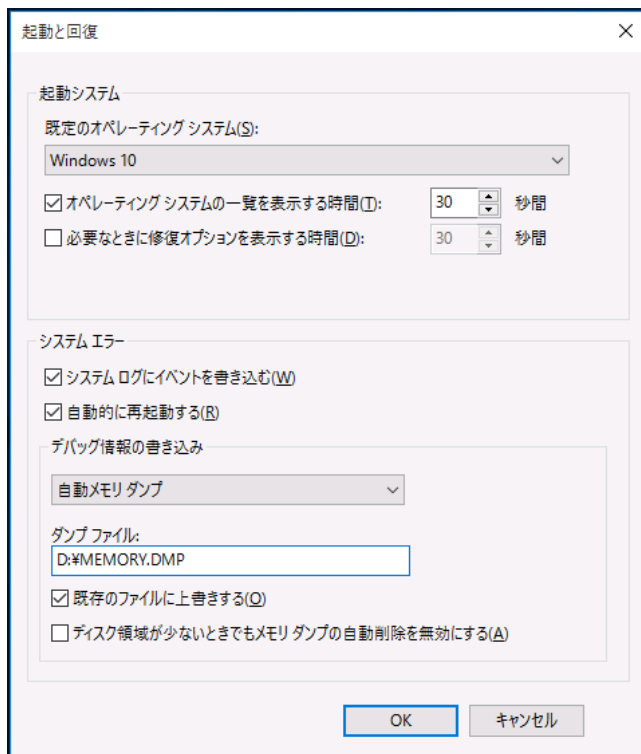 起動と回復
起動システム
既定のオペレーティング システム(S):
Windows 10
オペレーティング システムの一覧を表示する時間(T): 30 秒間
必要なときに修復オプションを表示する時間(D): 30 秒間
システム エラー
システム ログにイベントを書き込む(W)
自動的に再起動する(R)
デバッグ情報の書き込み
自動メモリ ダンプ
ダンプ ファイル:
D:¥MEMORY.DMP
既存のファイルに上書きする(O)
ディスク領域が少ないときでもメモリ ダンプの自動削除を無効にする(A)
OK キャンセル